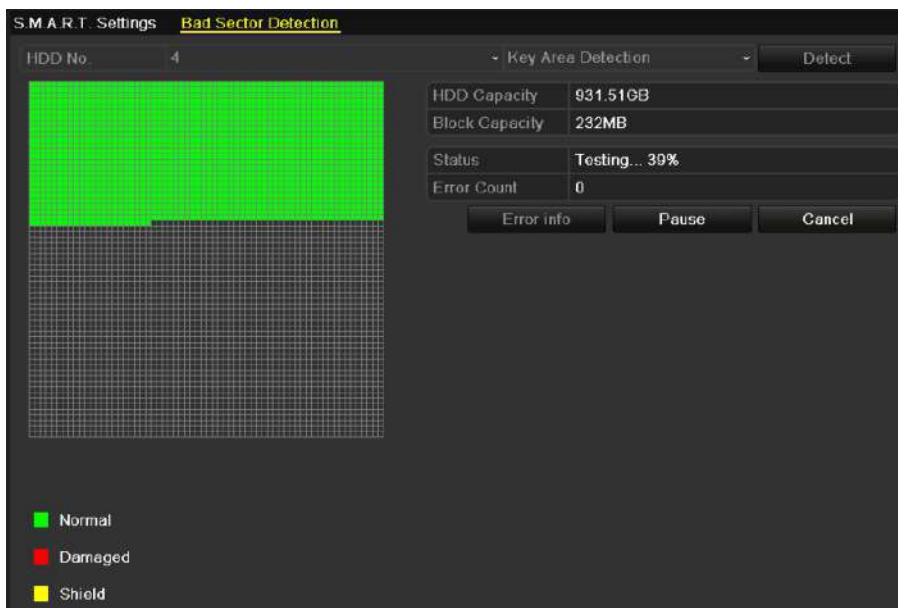 S.M.A.R.T. Settings Bad Sector Detection
HDD No. 4 Key Area Detection Detect
HDD Capacity 931.51GB
Block Capacity 232MB
Status Testing... 39%
Error Count 0
Error info Pause Cancel
Normal
Damaged
Shield